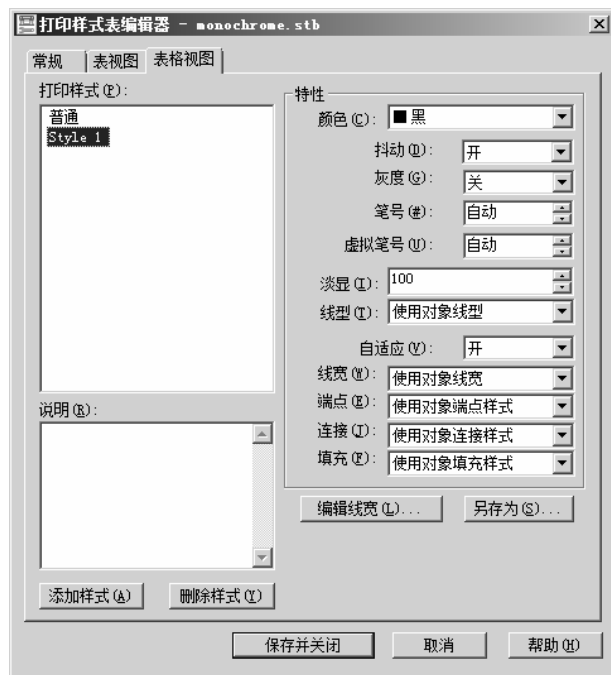 打印样式表编辑器 - monochrome.stb
常规 表视图 表格视图
打印样式(P):
普通
Style 1
说明(R):
添加样式(A) 删除样式(Y)
特性
颜色(C): 黑
抖动(D): 开
灰度(G): 关
笔号(#): 自动
虚拟笔号(U): 自动
淡显(I): 100
线型(T): 使用对象线型
自适应(V): 开
线宽(W): 使用对象线宽
端点(E): 使用对象端点样式
连接(J): 使用对象连接样式
填充(F): 使用对象填充样式
编辑线宽(L)... 另存为(S)...
保存并关闭 取消 帮助(H)